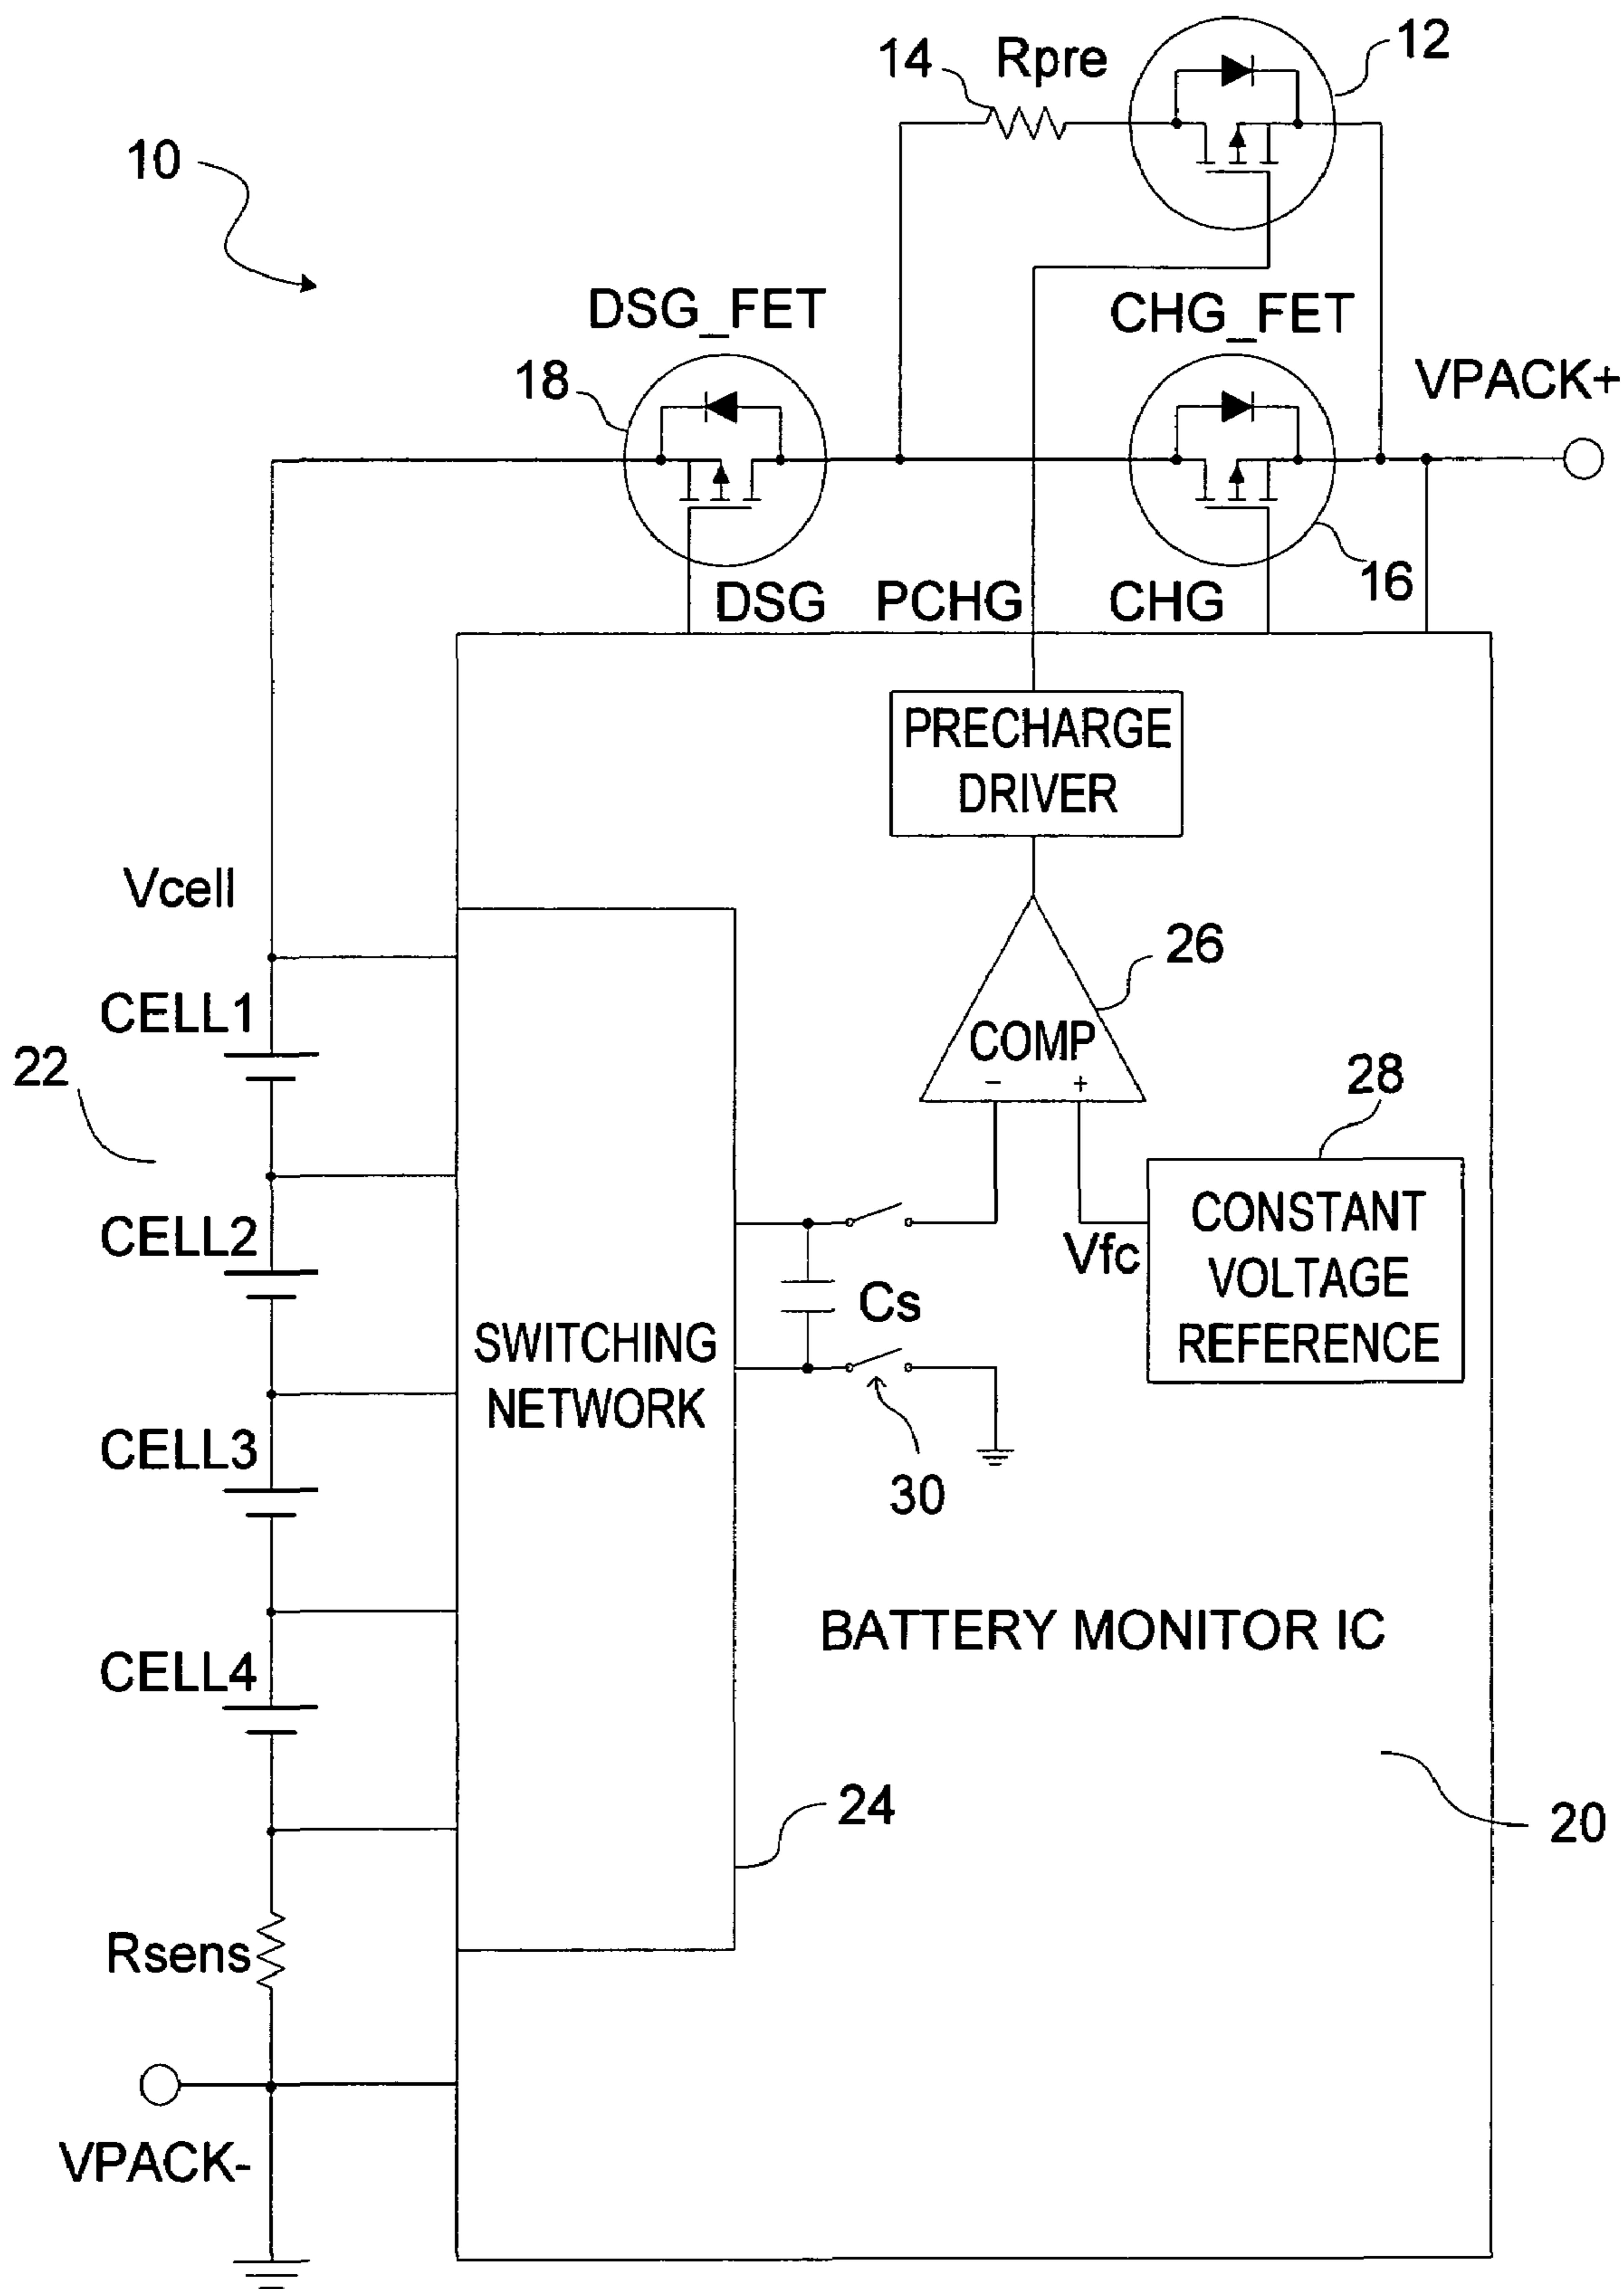 14
Rpre
12
10
DSG_FET
CHG_FET
18
VPACK+
16
DSG
PCHG
CHG
PRECHARGE
DRIVER
Vcell
26
CELL1
COMP
- +
22
28
CELL2
Vfc
CONSTANT
VOLTAGE
REFERENCE
Cs
SWITCHING
NETWORK
CELL3
30
BATTERY MONITOR IC
CELL4
24
20
Rsens
VPACK-